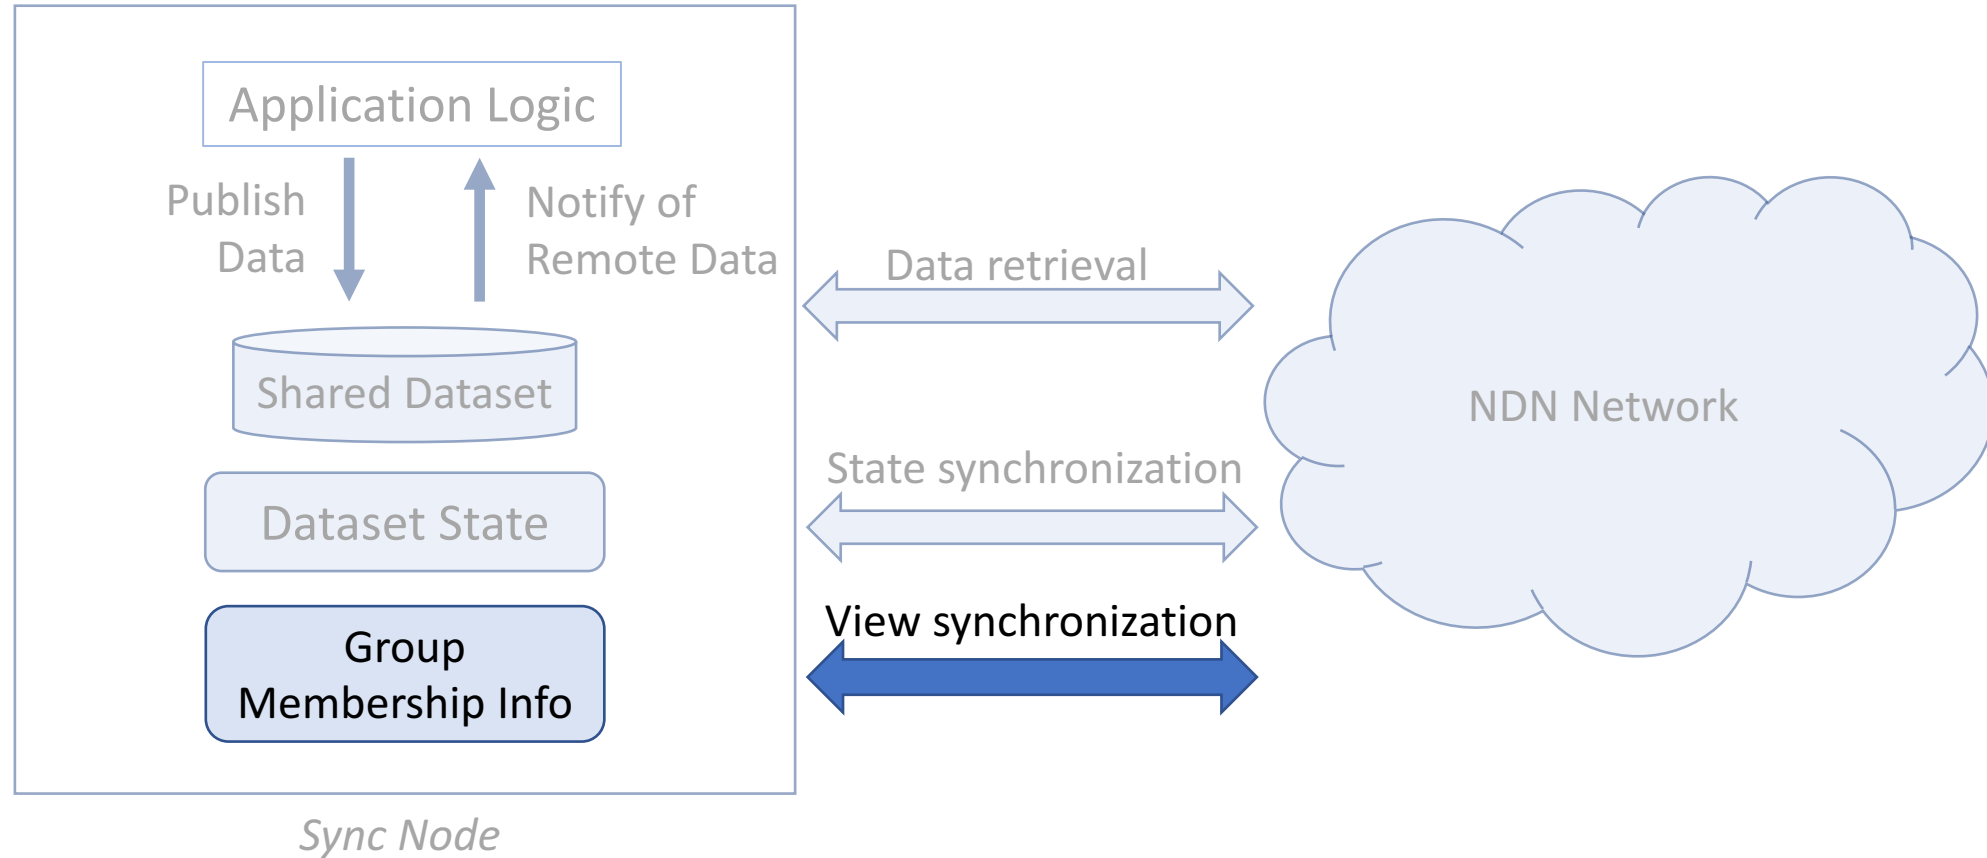 Application Logic
Publish
Data
Notify of
Remote Data
Shared Dataset
Dataset State
Group
Membership Info
Sync Node
Data retrieval
State synchronization
View synchronization
NDN Network